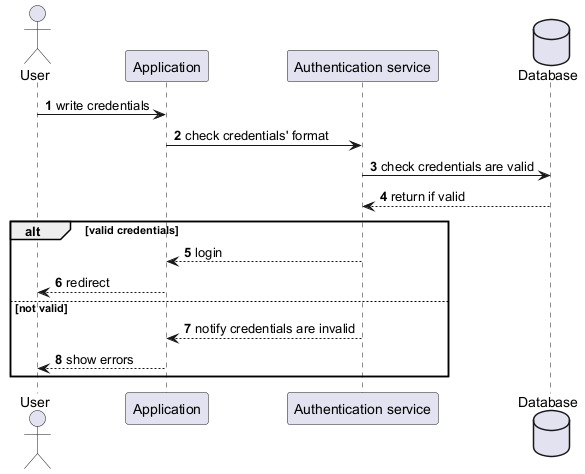 User
Application
Authentication service
Database
1 write credentials
2 check credentials' format
3 check credentials are valid
4 return if valid
alt [valid credentials]
5 login
6 redirect
[not valid]
7 notify credentials are invalid
8 show errors
User
Application
Authentication service
Database